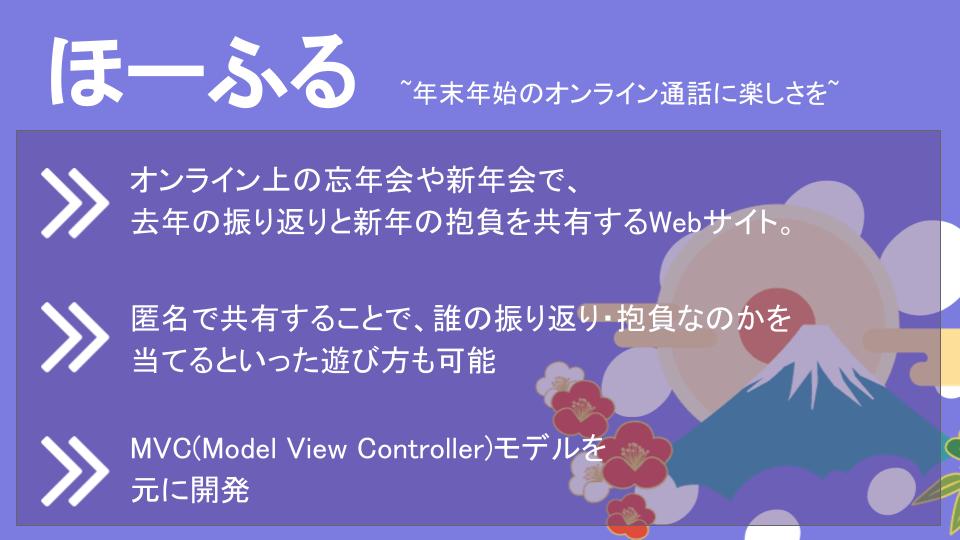 ほーふる
~年末年始のオンライン通話に楽しさを~
オンライン上の忘年会や新年会で、
去年の振り返りと新年の抱負を共有するWebサイト。
匿名で共有することで、誰の振り返り・抱負なのかを
当てるといった遊び方も可能
MVC(Model View Controller)モデルを
元に開発